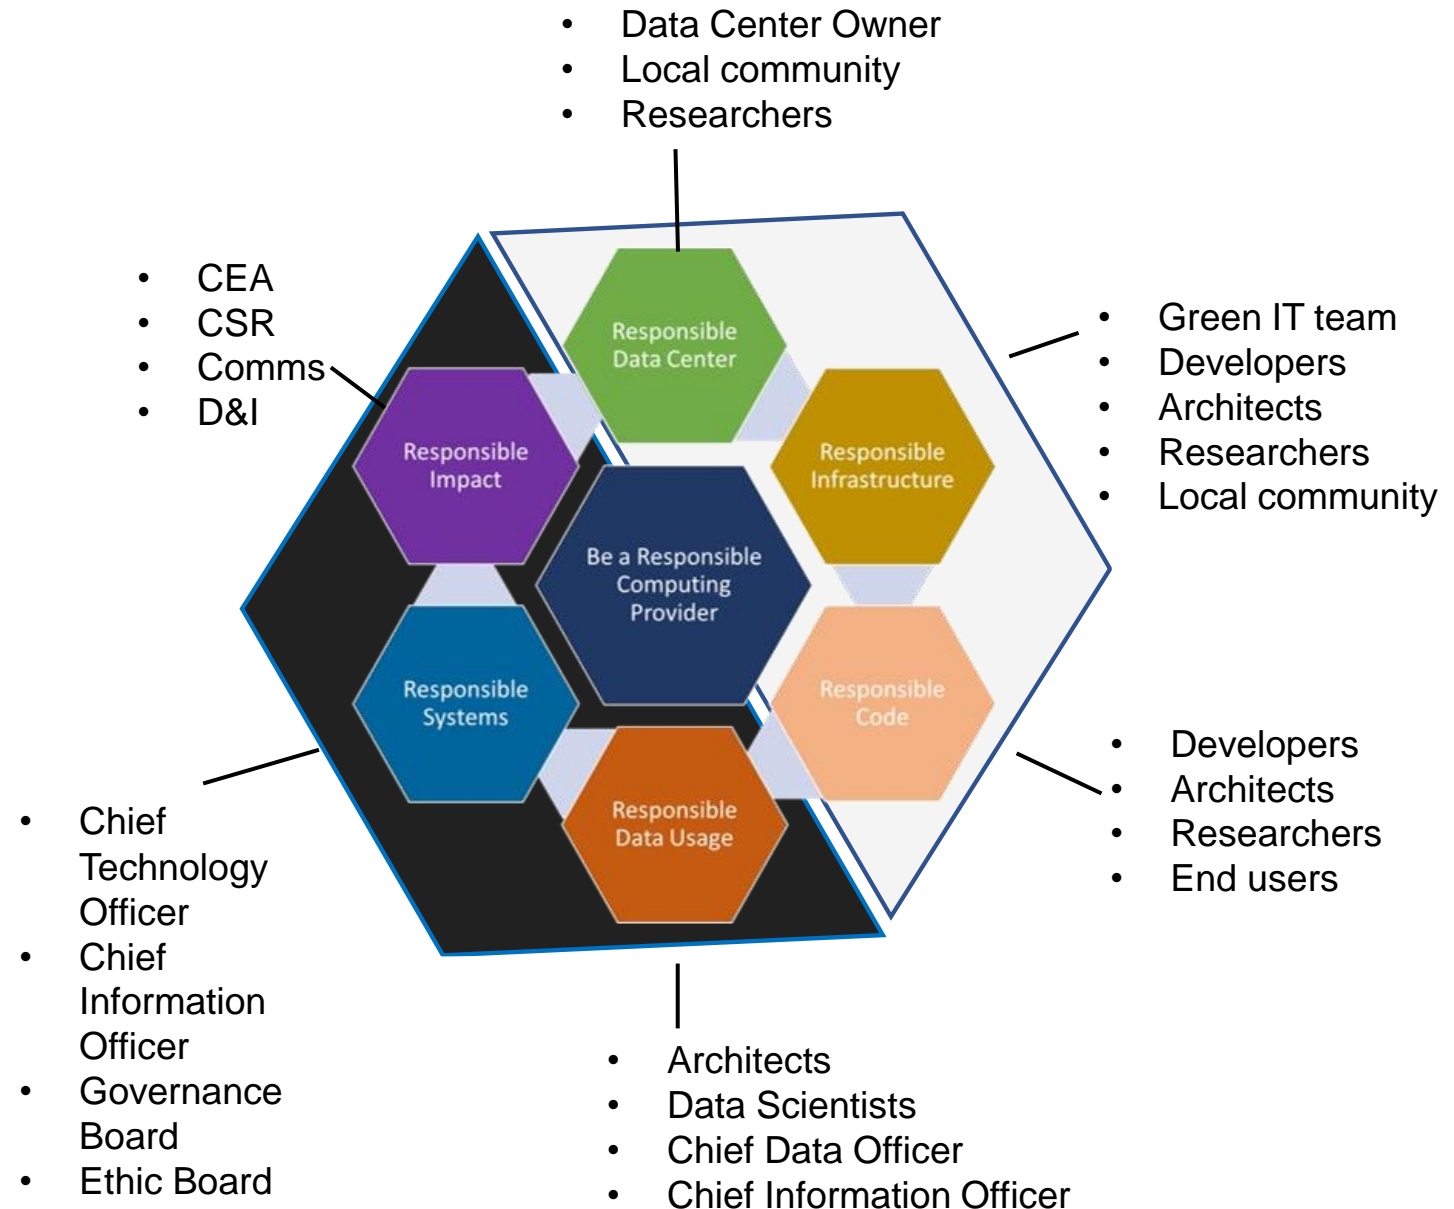 • Data Center Owner
• Local community
• Researchers
• CEA
• CSR
• Comms
• D&I
• Green IT team
• Developers
• Architects
• Researchers
• Local community
Responsible
Data Center
Responsible
Impact
Responsible
Infrastructure
Be a Responsible
Computing
Provider
Responsible
Systems
Responsible
Code
Responsible
Data Usage
• Developers
• Architects
• Researchers
• End users
• Chief
Technology
Officer
• Chief
Information
Officer
• Governance
Board
• Ethic Board
• Architects
• Data Scientists
• Chief Data Officer
• Chief Information Officer